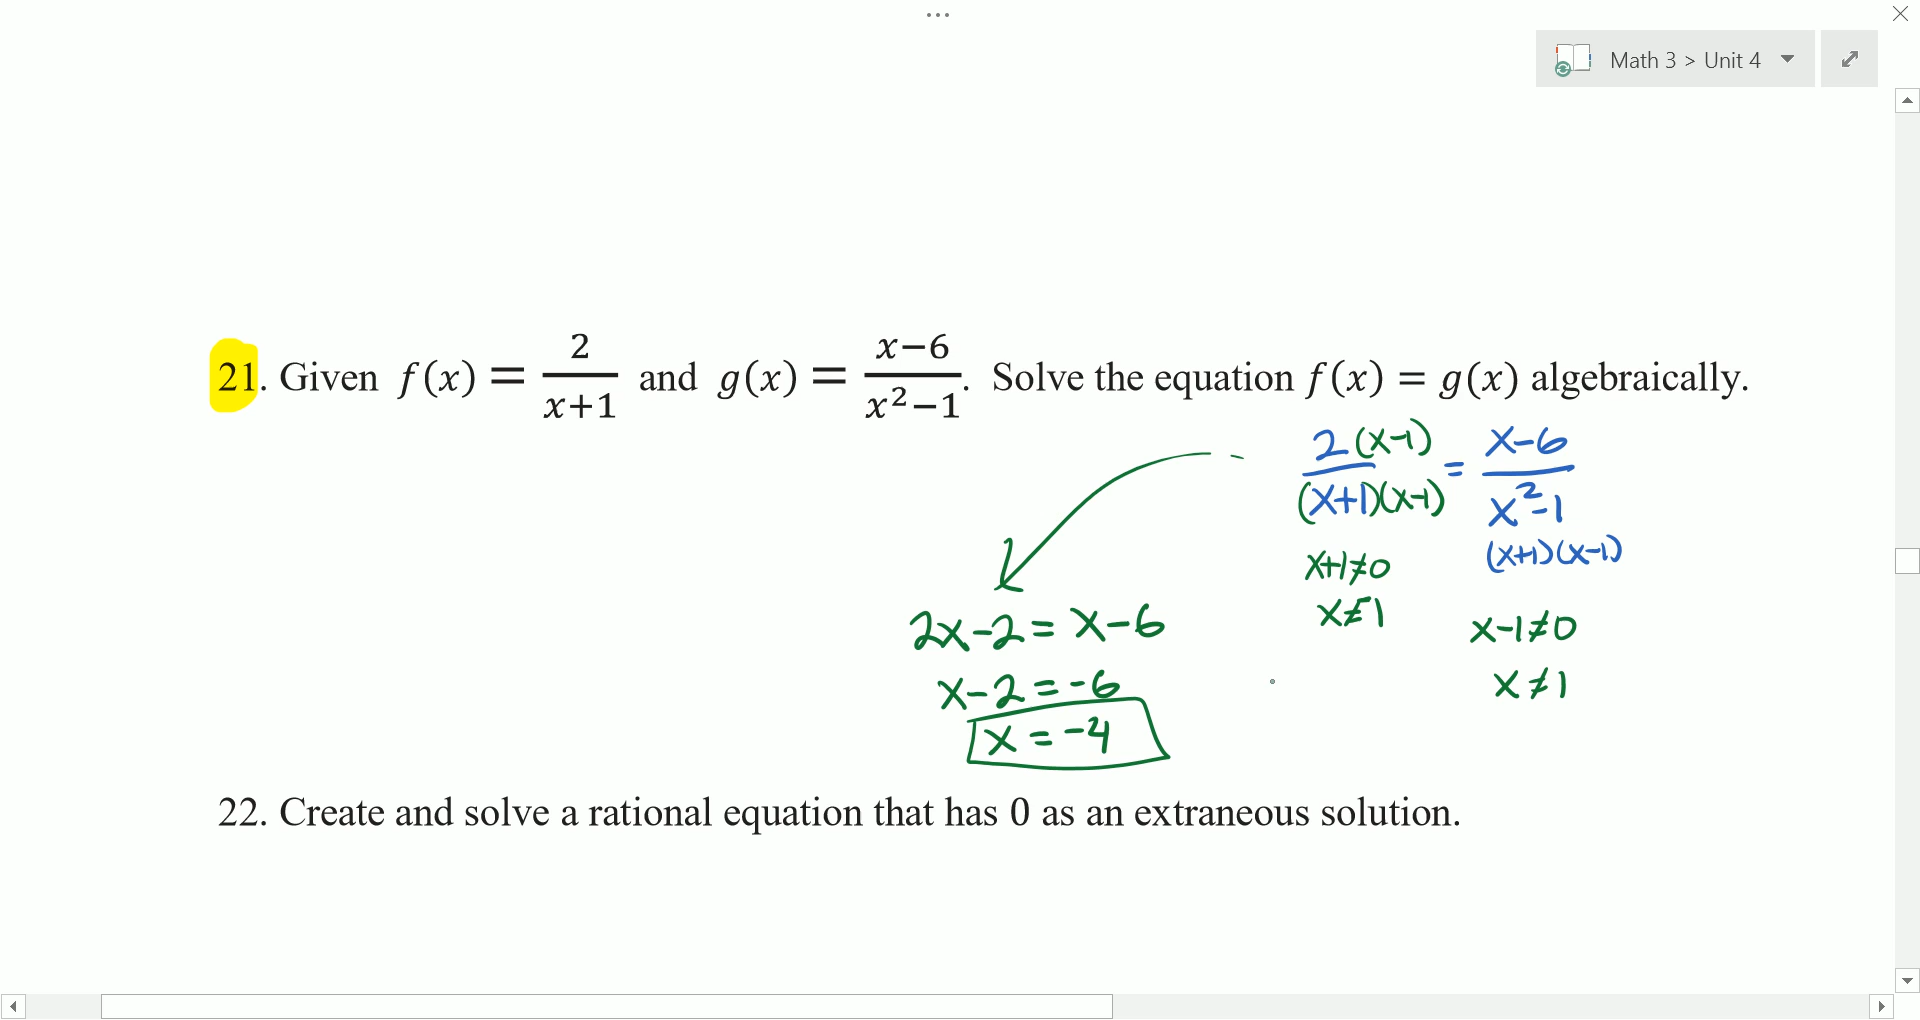 Math 3 > Unit 4
21. Given f(x) = 2/(x+1) and g(x) = (x−6)/(x²−1). Solve the equation f(x) = g(x) algebraically.
2(x-1)/(x+1)(x-1) = x-6/x²-1
(x+1)(x-1)
x+1≠0
x≠-1
x-1≠0
x≠1
2x-2 = x-6
x-2 = -6
x = -4
22. Create and solve a rational equation that has 0 as an extraneous solution.